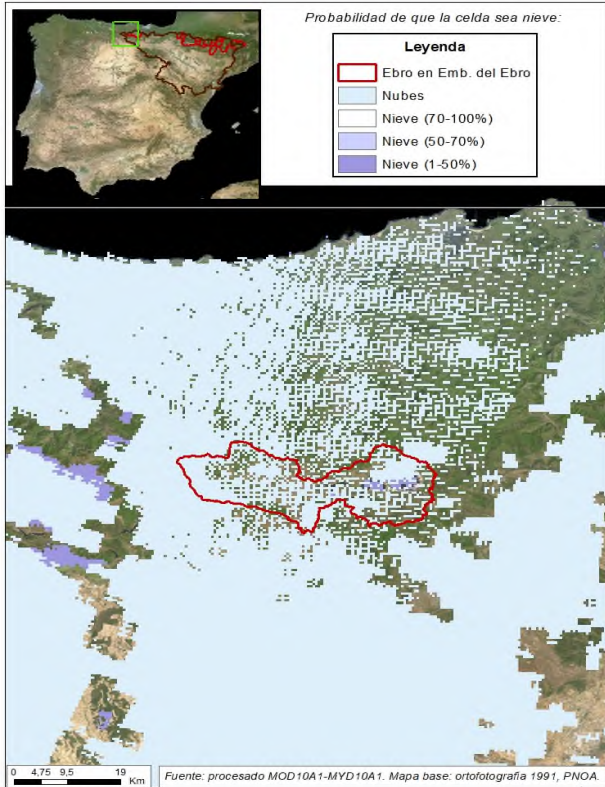 Probabilidad de que la celda sea nieve:
Leyenda
Ebro en Emb. del Ebro
Nubes
Nieve (70-100%)
Nieve (50-70%)
Nieve (1-50%)
0 4,75 9,5 19
Km
Fuente: procesado MOD10A1-MYD10A1. Mapa base: ortofotografía 1991, PNOA.